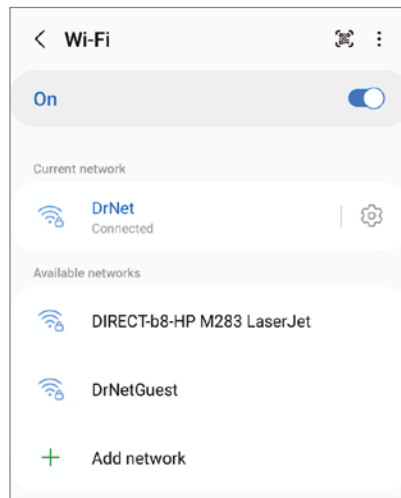 Wi-Fi
On
Current network
DrNet
Connected
Available networks
DIRECT-b8-HP M283 LaserJet
DrNetGuest
Add network